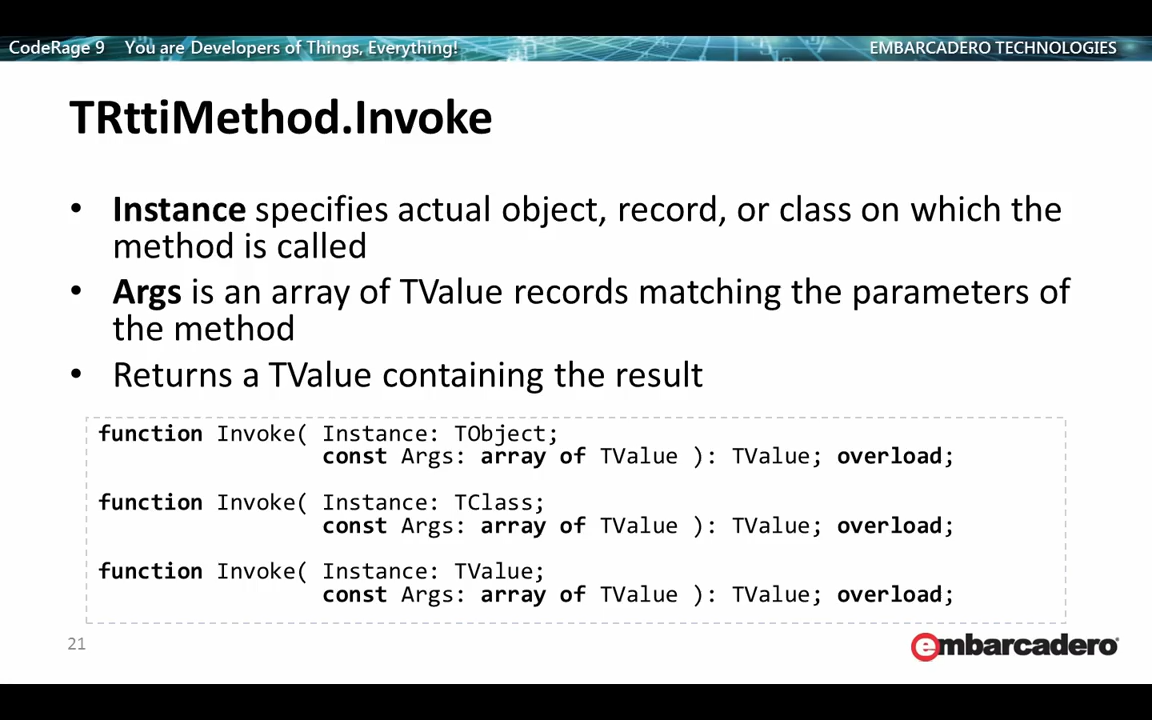 CodeRage 9 You are Developers of Things, Everything!
EMBARCADERO TECHNOLOGIES
TRttiMethod.Invoke
• Instance specifies actual object, record, or class on which the
method is called
• Args is an array of TValue records matching the parameters of
the method
• Returns a TValue containing the result
function Invoke( Instance: TObject;
const Args: array of TValue ): TValue; overload;
function Invoke( Instance: TClass;
const Args: array of TValue ): TValue; overload;
function Invoke( Instance: TValue;
const Args: array of TValue ): TValue; overload;
21
embarcadero